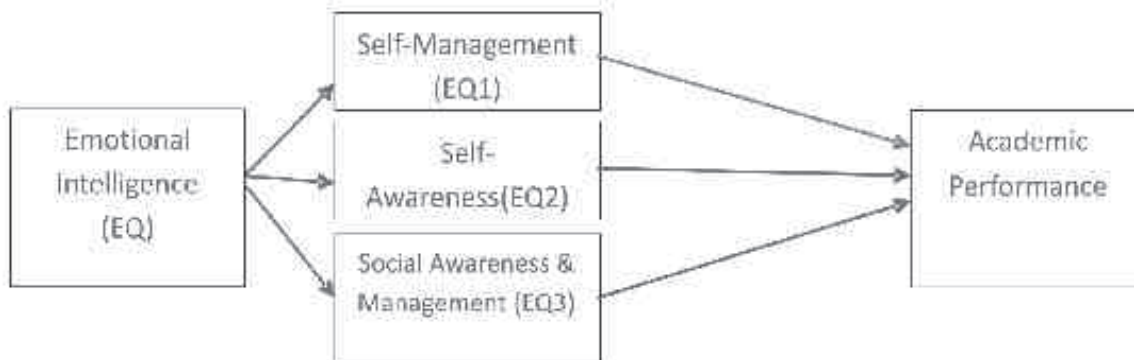 Emotional
Intelligence
(EQ)
Self-Management
(EQ1)
Self-
Awareness(EQ2)
Social Awareness &
Management (EQ3)
Academic
Performance